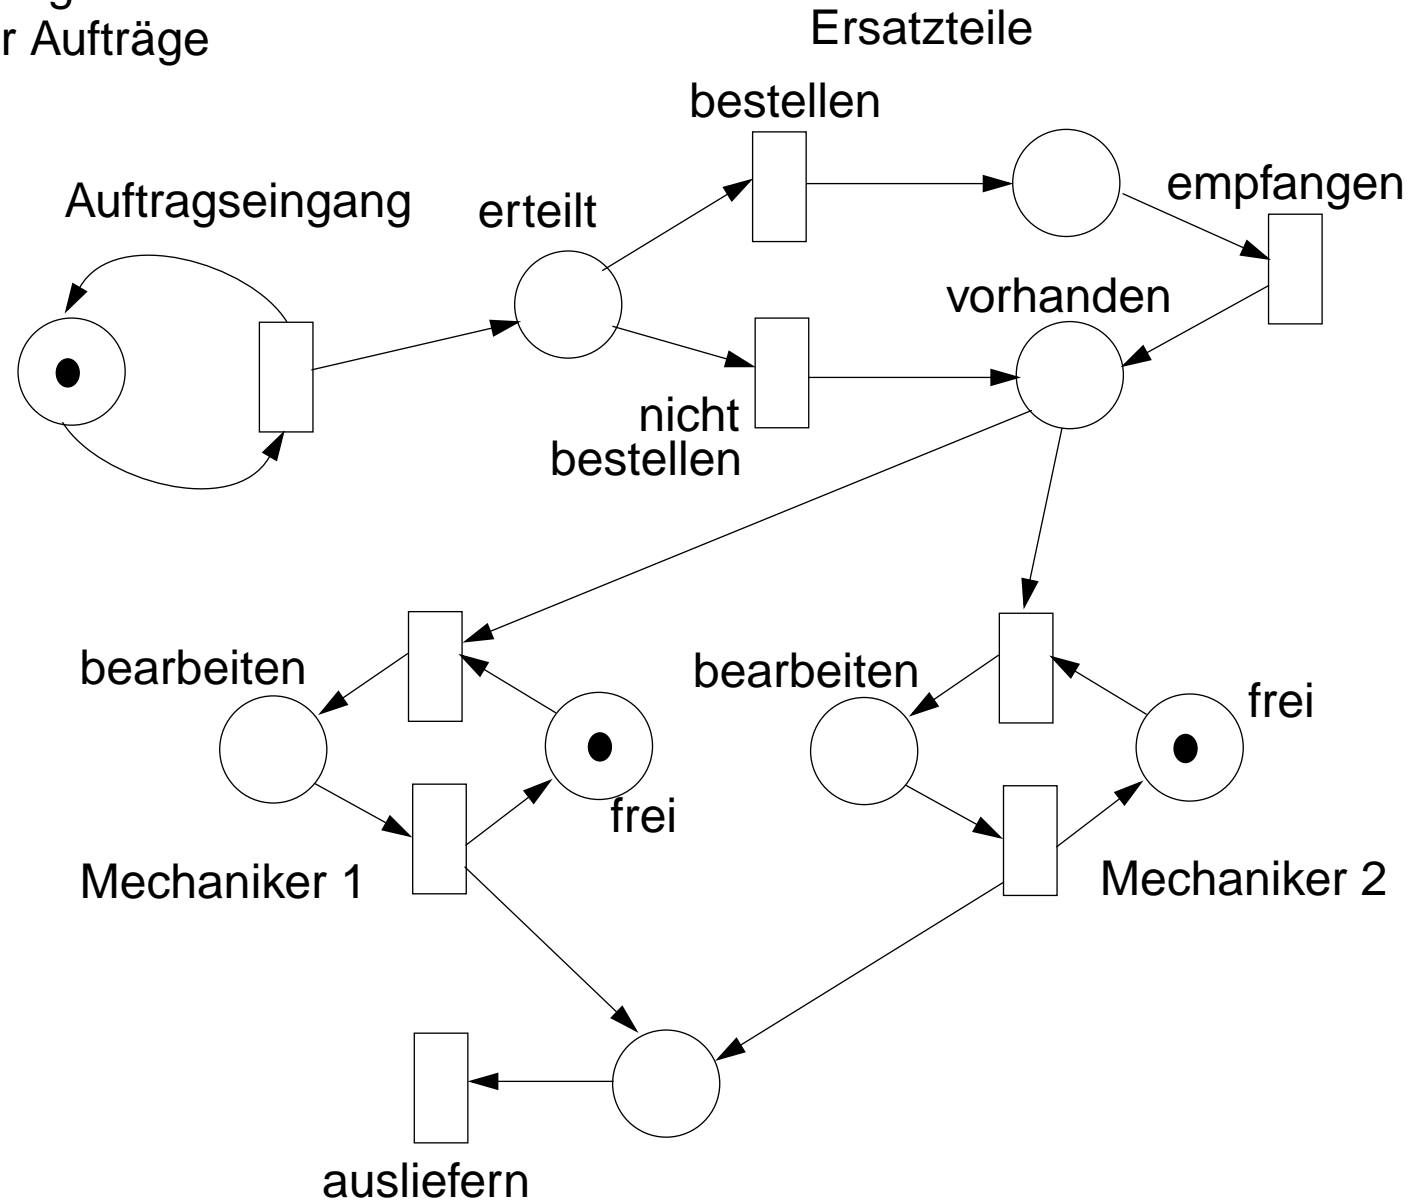 r Aufträge
Ersatzteile
bestellen
empfangen
Auftragseingang
erteilt
vorhanden
nicht
bestellen
bearbeiten
frei
Mechaniker 1
bearbeiten
frei
Mechaniker 2
ausliefern